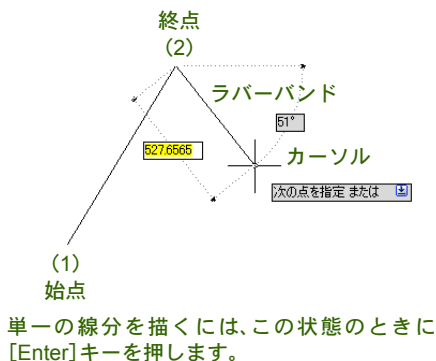 終点
(2)
ラバーバンド
51°
527.6565
カーソル
次の点を指定 または
(1)
始点
単一の線分を描くには、この状態のときに
[Enter]キーを押します。